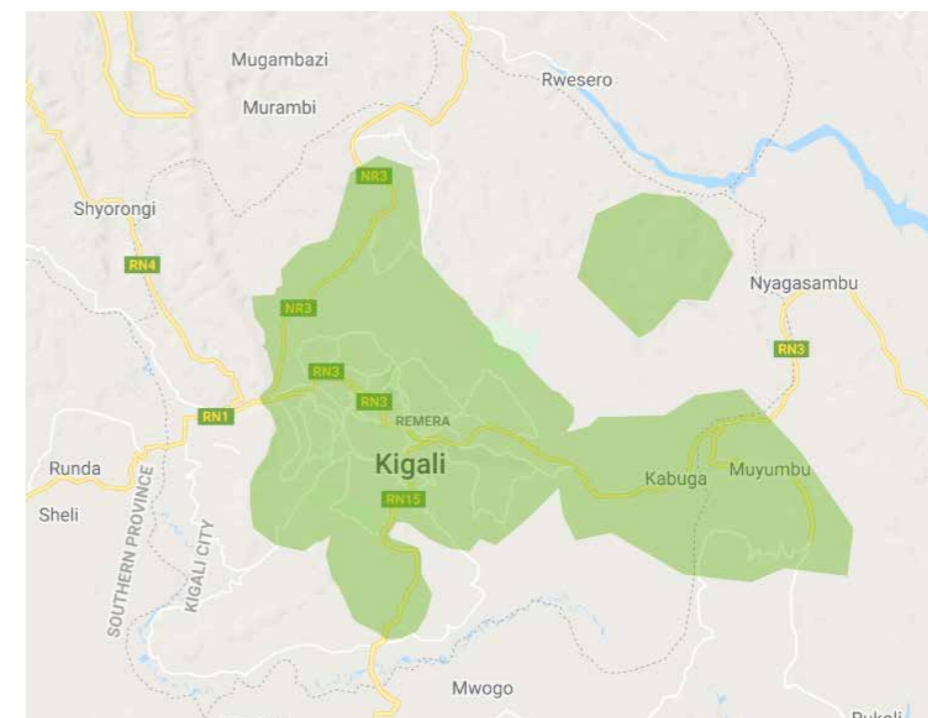 Mugambazi
Rwesero
Murambi
NR3
Shyorongi
RN4
Nyagasambu
NR3
RN3
RN3
RN3
RN1
REMERA
Kigali
Runda
Kabuga
Muyumbu
RN15
Sheli
SOUTHERN PROVINCE
KIGALI CITY
Mwogo